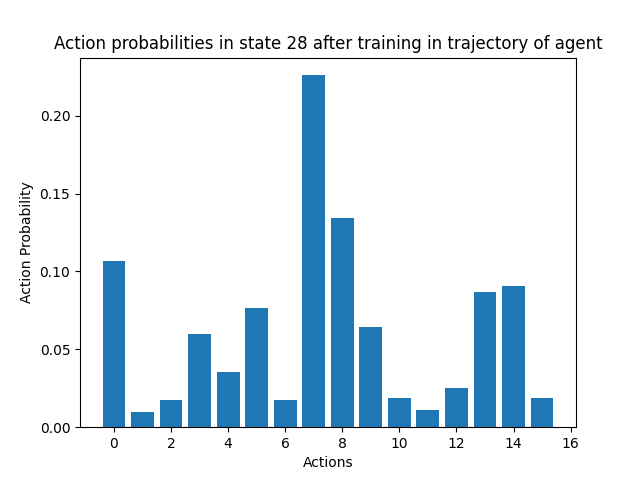 Action probabilities in state 28 after training in trajectory of agent
Action Probability
0.20
0.15
0.10
0.05
0.00
0 2 4 6 8 10 12 14 16
Actions